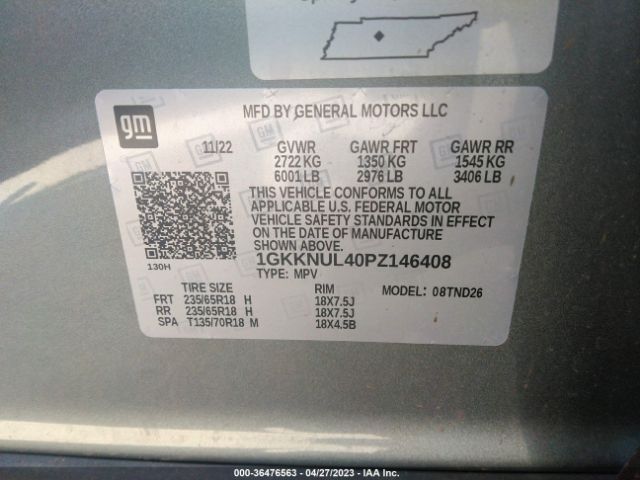 gm
MFD BY GENERAL MOTORS LLC
11/22 GVWR GAWR FRT GAWR RR
2722 KG 1350 KG 1545 KG
6001 LB 2976 LB 3406 LB
THIS VEHICLE CONFORMS TO ALL
APPLICABLE U.S. FEDERAL MOTOR
VEHICLE SAFETY STANDARDS IN EFFECT
ON THE DATE OF MANUFACTURE
SHOWN ABOVE.
1GKKNUL40PZ146408
130H TYPE: MPV
TIRE SIZE RIM MODEL: 08TND26
FRT 235/65R18 H 18X7.5J
RR 235/65R18 H 18X7.5J
SPA T135/70R18 M 18X4.5B
000-36476563 - 04/27/2023 - IAA Inc.